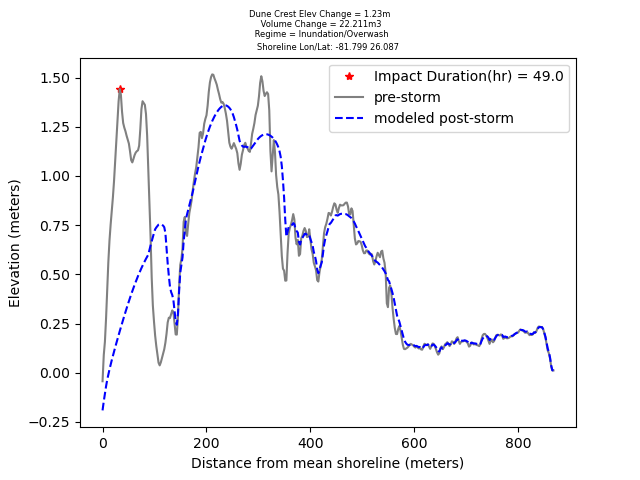 Dune Crest Elev Change = 1.23m
Volume Change = 22.211m3
Regime = Inundation/Overwash
Shoreline Lon/Lat: -81.799 26.087
Impact Duration(hr) = 49.0
pre-storm
modeled post-storm
Elevation (meters)
1.50
1.25
1.00
0.75
0.50
0.25
0.00
−0.25
0
200
400
600
800
Distance from mean shoreline (meters)